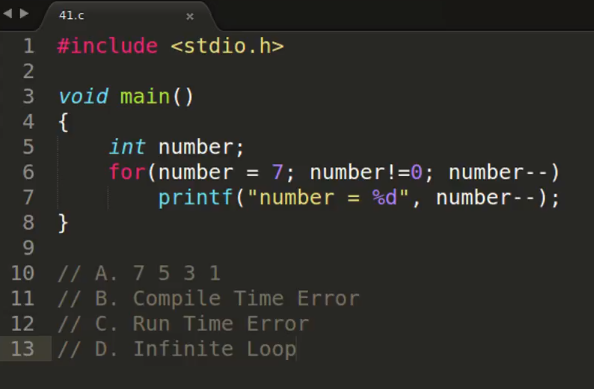 41.c ×
1 #include <stdio.h>
2
3 void main()
4 {
5 int number;
6 for(number = 7; number!=0; number--)
7 printf("number = %d", number--);
8 }
9
10 // A. 7 5 3 1
11 // B. Compile Time Error
12 // C. Run Time Error
13 // D. Infinite Loop